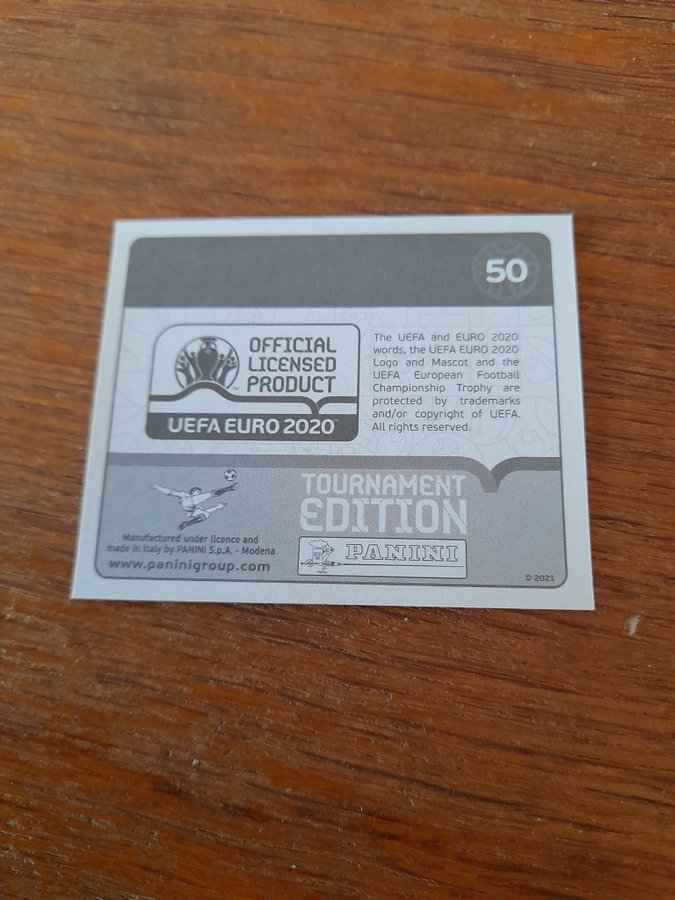 50
OFFICIAL
LICENSED
PRODUCT
UEFA EURO 2020™
The UEFA and EURO 2020
words, the UEFA EURO 2020
Logo and Mascot and the
UEFA European Football
Championship Trophy are
protected by trademarks
and/or copyright of UEFA.
All rights reserved.
TOURNAMENT
EDITION
Manufactured under licence and
made in Italy by PANINI S.p.A. - Modena
www.paninigroup.com
PANINI
© 2021